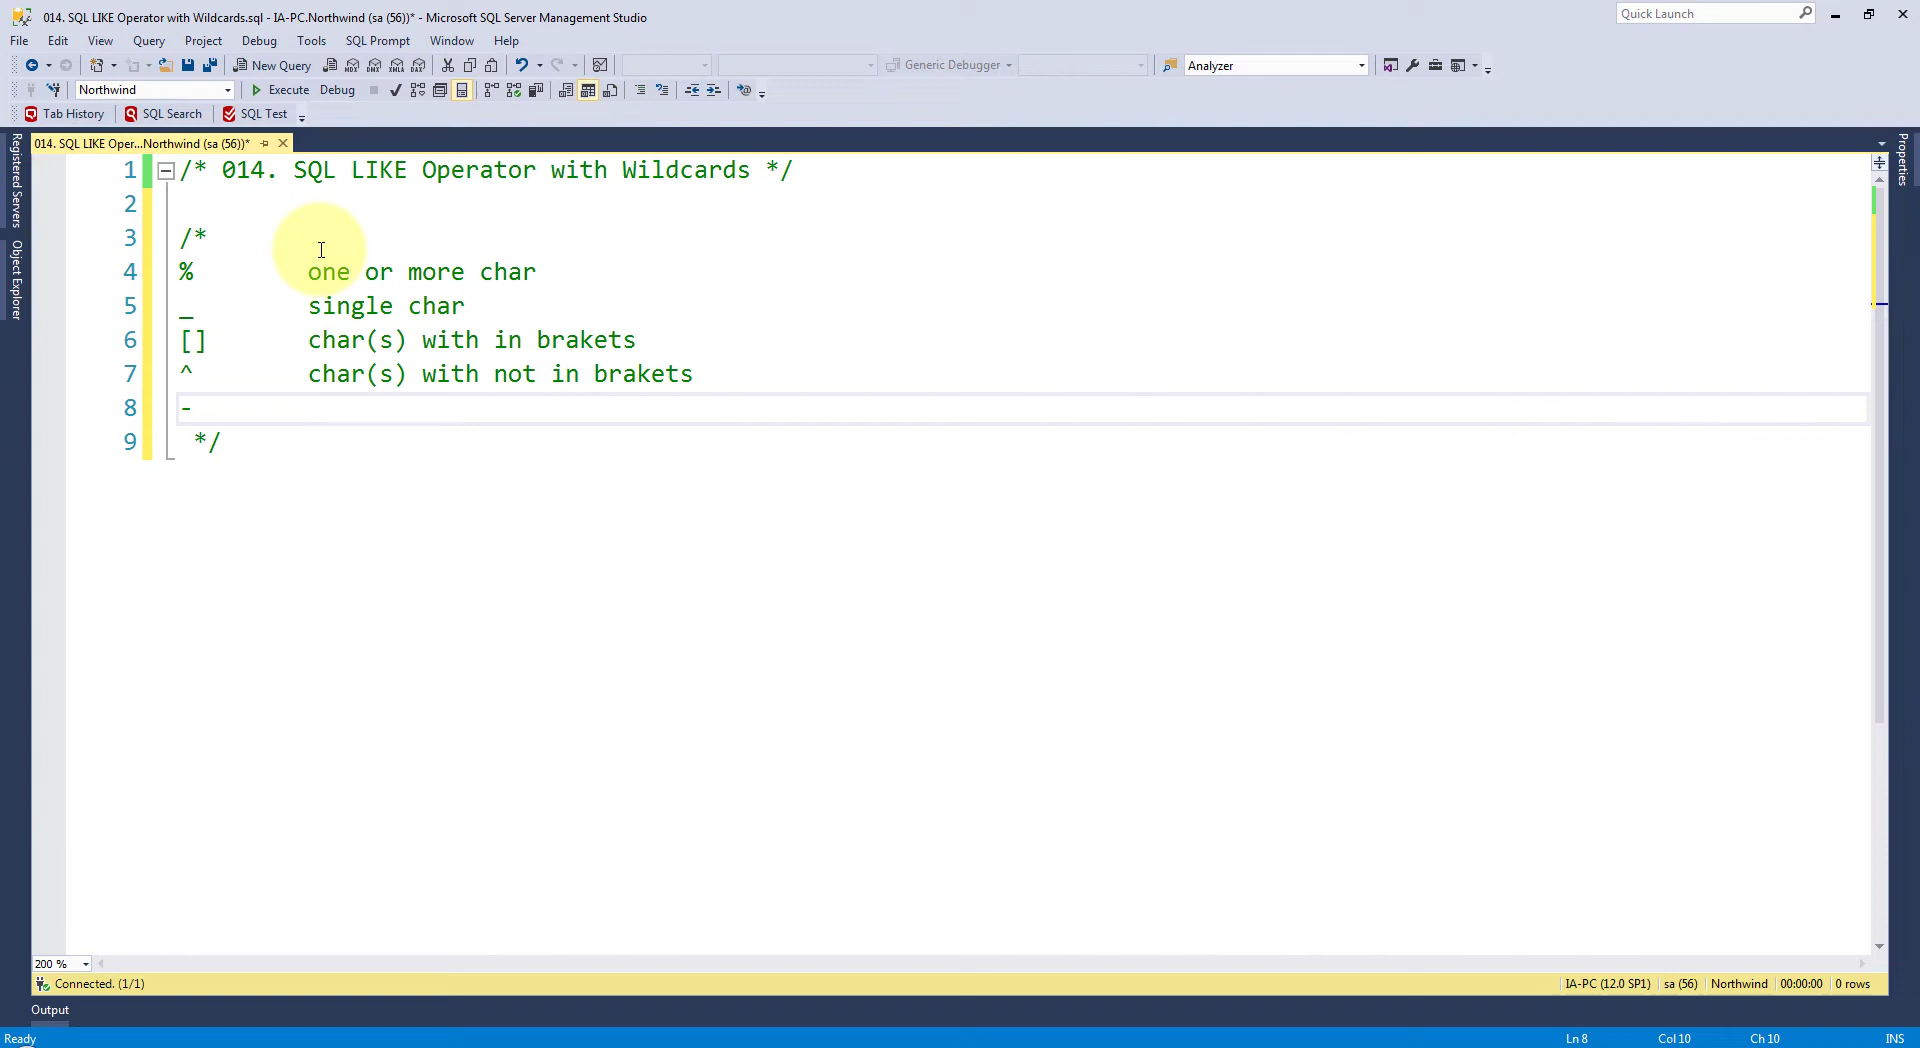 014. SQL LIKE Operator with Wildcards.sql - IA-PC.Northwind (sa (56))* - Microsoft SQL Server Management Studio
Quick Launch
File Edit View Query Project Debug Tools SQL Prompt Window Help
New Query MDX DMX XMLA DAX Generic Debugger Analyzer
Northwind Execute Debug
Tab History SQL Search SQL Test
014. SQL LIKE Oper...Northwind (sa (56))*
Registered Servers
Object Explorer
Properties
1 /* 014. SQL LIKE Operator with Wildcards */
2
3 /*
4 % one or more char
5 _ single char
6 [] char(s) with in brakets
7 ^ char(s) with not in brakets
8 -
9 */
200 %
Connected. (1/1) IA-PC (12.0 SP1) sa (56) Northwind 00:00:00 0 rows
Output
Ready Ln 8 Col 10 Ch 10 INS